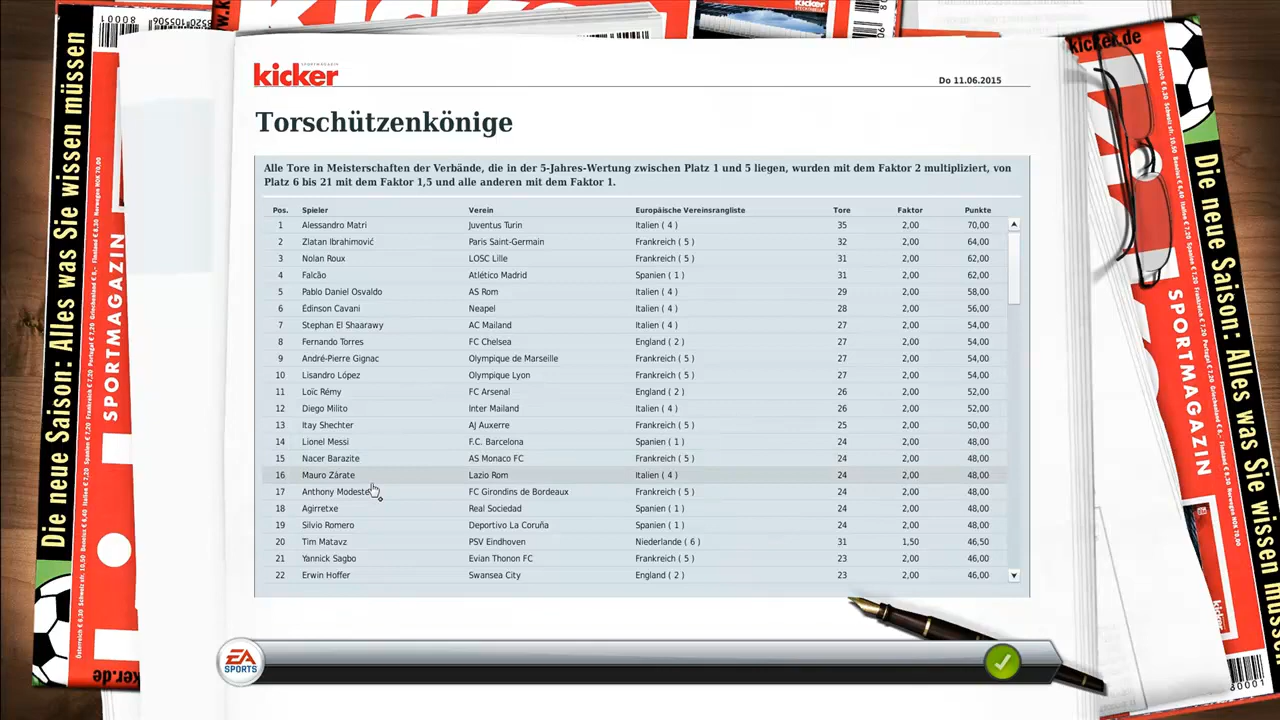 kicker
8001
kicker
kicker.de
Die neue Saison: Alles was Sie wissen müssen
SPORTMAGAZIN
kicker
SPORTMAGAZIN
Do 11.06.2015
Torschützenkönige
Alle Tore in Meisterschaften der Verbände, die in der 5-Jahres-Wertung zwischen Platz 1 und 5 liegen, wurden mit dem Faktor 2 multipliziert, von
Platz 6 bis 21 mit dem Faktor 1,5 und alle anderen mit dem Faktor 1.
Pos. Spieler Verein Europäische Vereinsrangliste Tore Faktor Punkte
1 Alessandro Matri Juventus Turin Italien ( 4 ) 35 2,00 70,00
2 Zlatan Ibrahimović Paris Saint-Germain Frankreich ( 5 ) 32 2,00 64,00
3 Nolan Roux LOSC Lille Frankreich ( 5 ) 31 2,00 62,00
4 Falcão Atlético Madrid Spanien ( 1 ) 31 2,00 62,00
5 Pablo Daniel Osvaldo AS Rom Italien ( 4 ) 29 2,00 58,00
6 Édinson Cavani Neapel Italien ( 4 ) 28 2,00 56,00
7 Stephan El Shaarawy AC Mailand Italien ( 4 ) 27 2,00 54,00
8 Fernando Torres FC Chelsea England ( 2 ) 27 2,00 54,00
9 André-Pierre Gignac Olympique de Marseille Frankreich ( 5 ) 27 2,00 54,00
10 Lisandro López Olympique Lyon Frankreich ( 5 ) 27 2,00 54,00
11 Loïc Rémy FC Arsenal England ( 2 ) 26 2,00 52,00
12 Diego Milito Inter Mailand Italien ( 4 ) 26 2,00 52,00
13 Itay Shechter AJ Auxerre Frankreich ( 5 ) 25 2,00 50,00
14 Lionel Messi F.C. Barcelona Spanien ( 1 ) 24 2,00 48,00
15 Nacer Barazite AS Monaco FC Frankreich ( 5 ) 24 2,00 48,00
16 Mauro Zárate Lazio Rom Italien ( 4 ) 24 2,00 48,00
17 Anthony Modeste FC Girondins de Bordeaux Frankreich ( 5 ) 24 2,00 48,00
18 Agirretxe Real Sociedad Spanien ( 1 ) 24 2,00 48,00
19 Silvio Romero Deportivo La Coruña Spanien ( 1 ) 24 2,00 48,00
20 Tim Matavz PSV Eindhoven Niederlande ( 6 ) 31 1,50 46,50
21 Yannick Sagbo Evian Thonon FC Frankreich ( 5 ) 23 2,00 46,00
22 Erwin Hoffer Swansea City England ( 2 ) 23 2,00 46,00
Die neue Saison: Alles was Sie wissen müssen
SPORTMAGAZIN
kicker
30001
EA
SPORTS